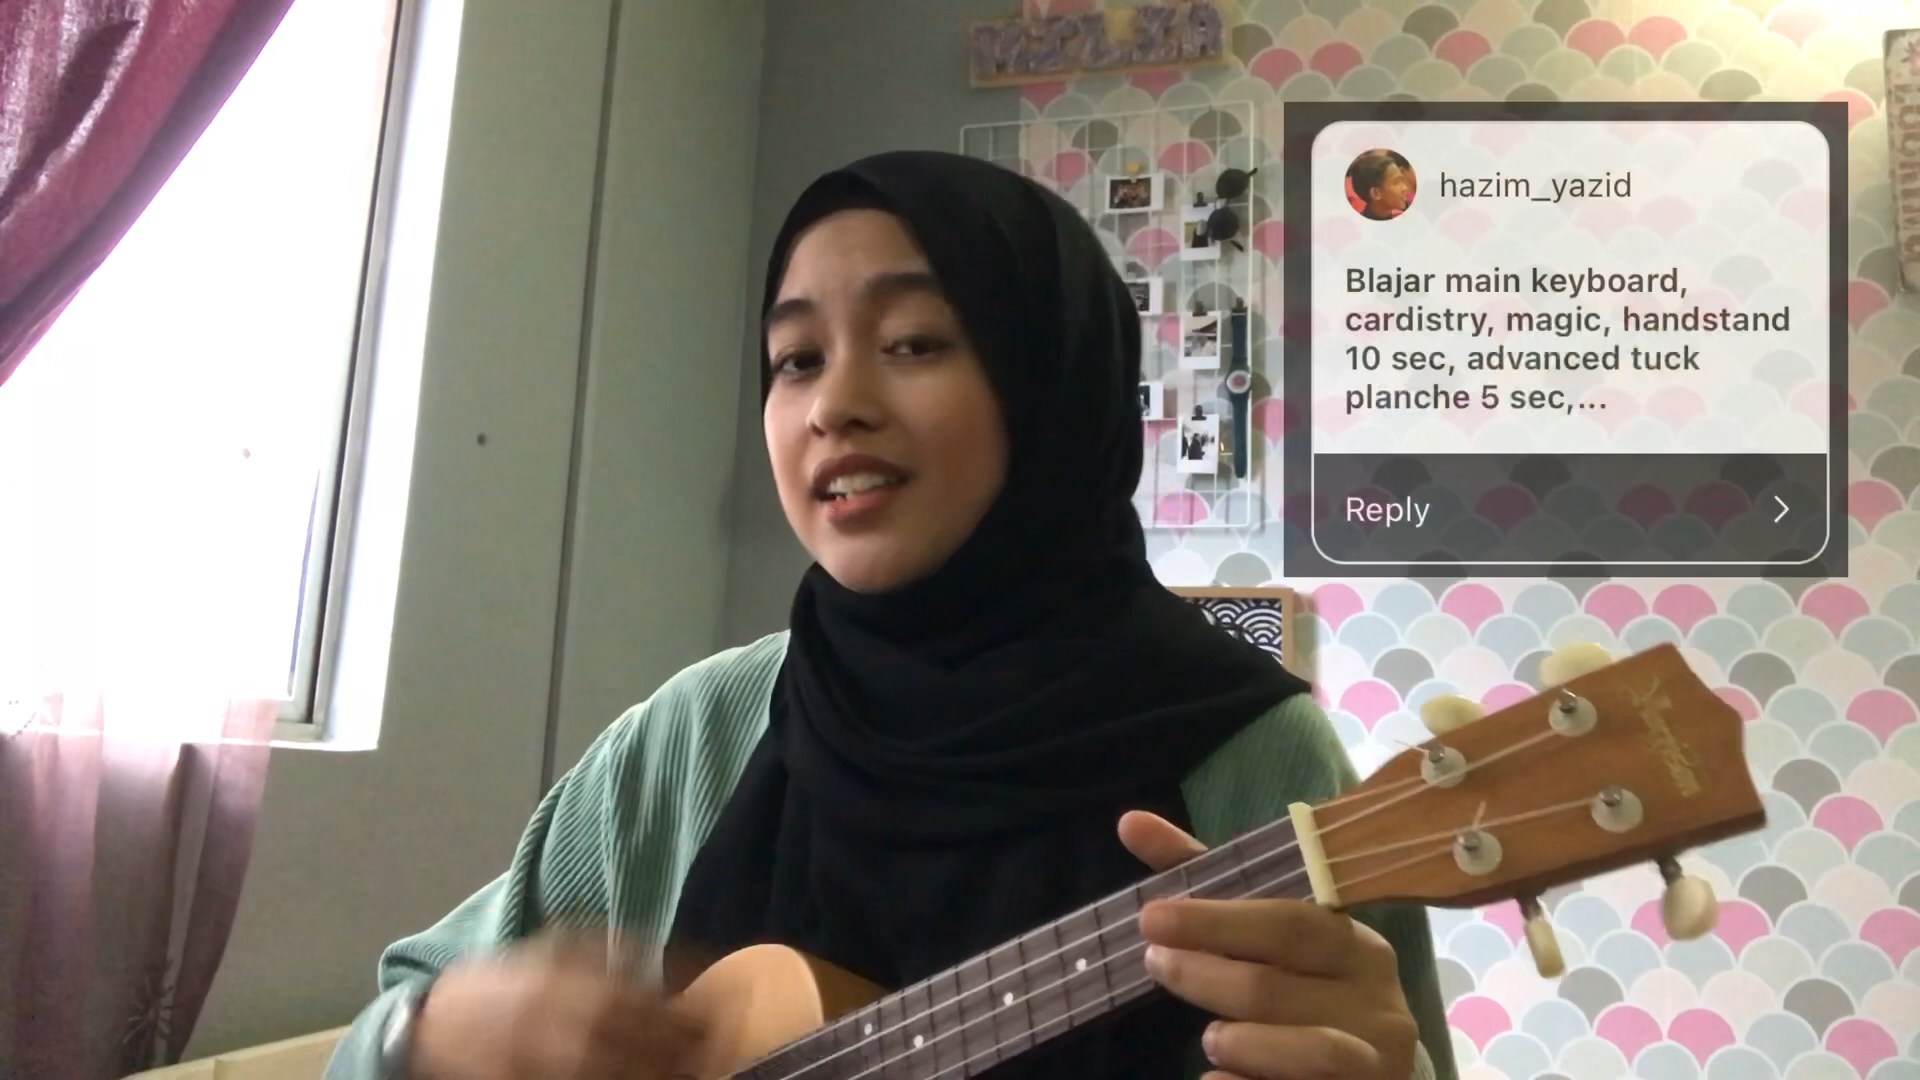 hazim_yazid
Blajar main keyboard,
cardistry, magic, handstand
10 sec, advanced tuck
planche 5 sec,...
Reply